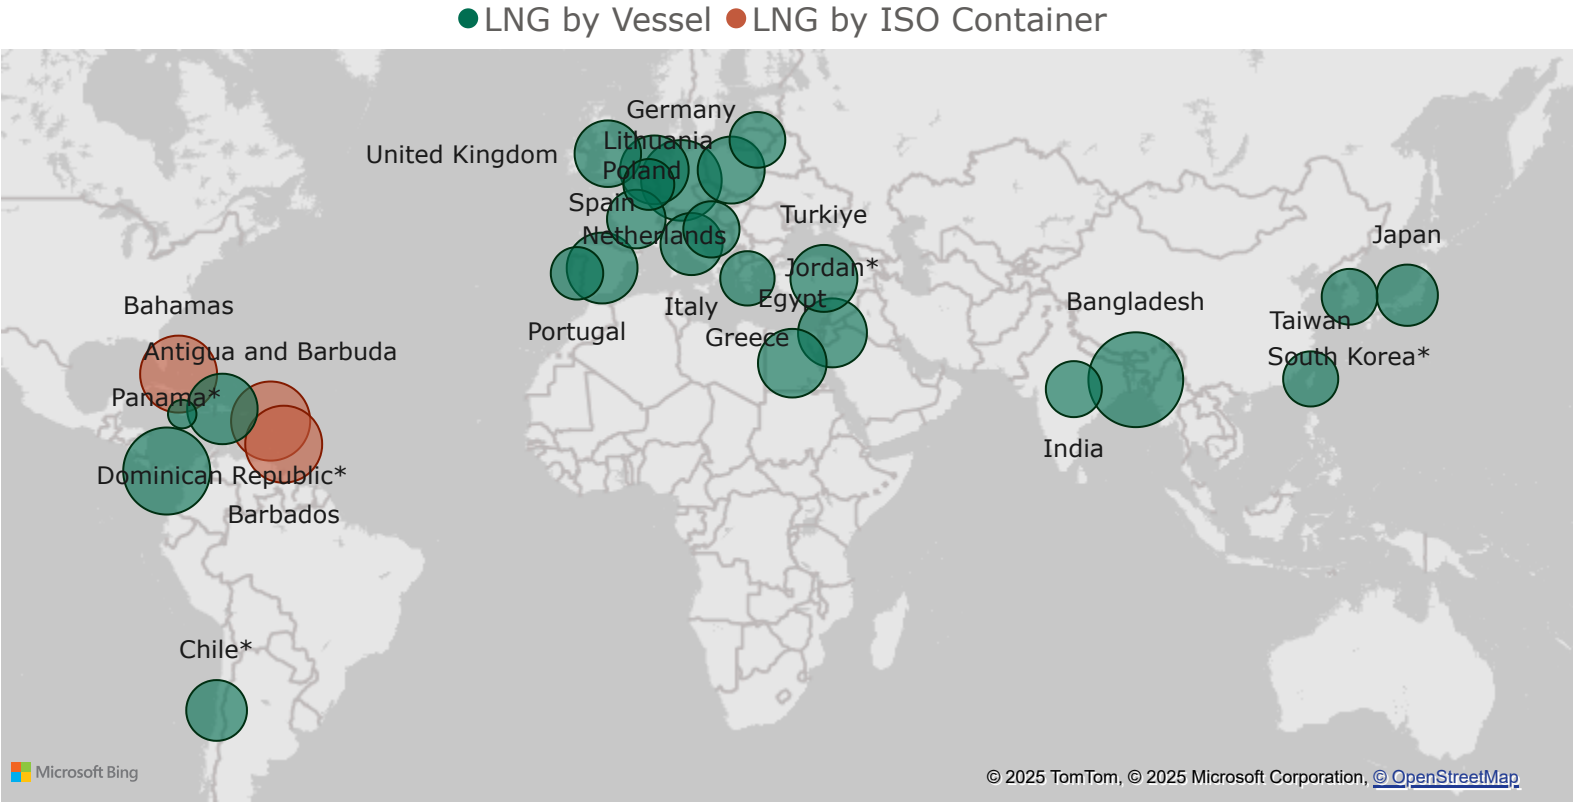 LNG by Vessel LNG by ISO Container
Germany
United Kingdom
Lithuania
Poland
Spain
Turkiye
Netherlands
Japan
Jordan*
Egypt
Bangladesh
Bahamas
Italy
Taiwan
Portugal
Greece
Antigua and Barbuda
South Korea*
Panama*
India
Dominican Republic*
Barbados
Chile*
Microsoft Bing
© 2025 TomTom, © 2025 Microsoft Corporation, © OpenStreetMap